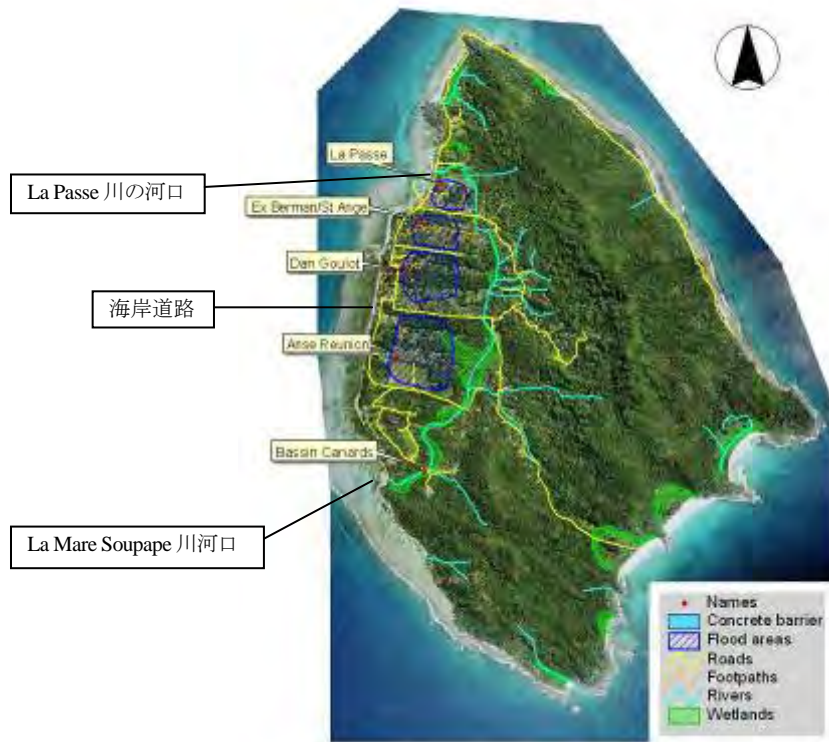 La Passe
La Passe 川の河口
Ex Berman/St Ange
Dan Goulot
海岸道路
Anse Reunion
Bassin Canards
La Mare Soupape 川河口
Names
Concrete barrier
Flood areas
Roads
Footpaths
Rivers
Wetlands